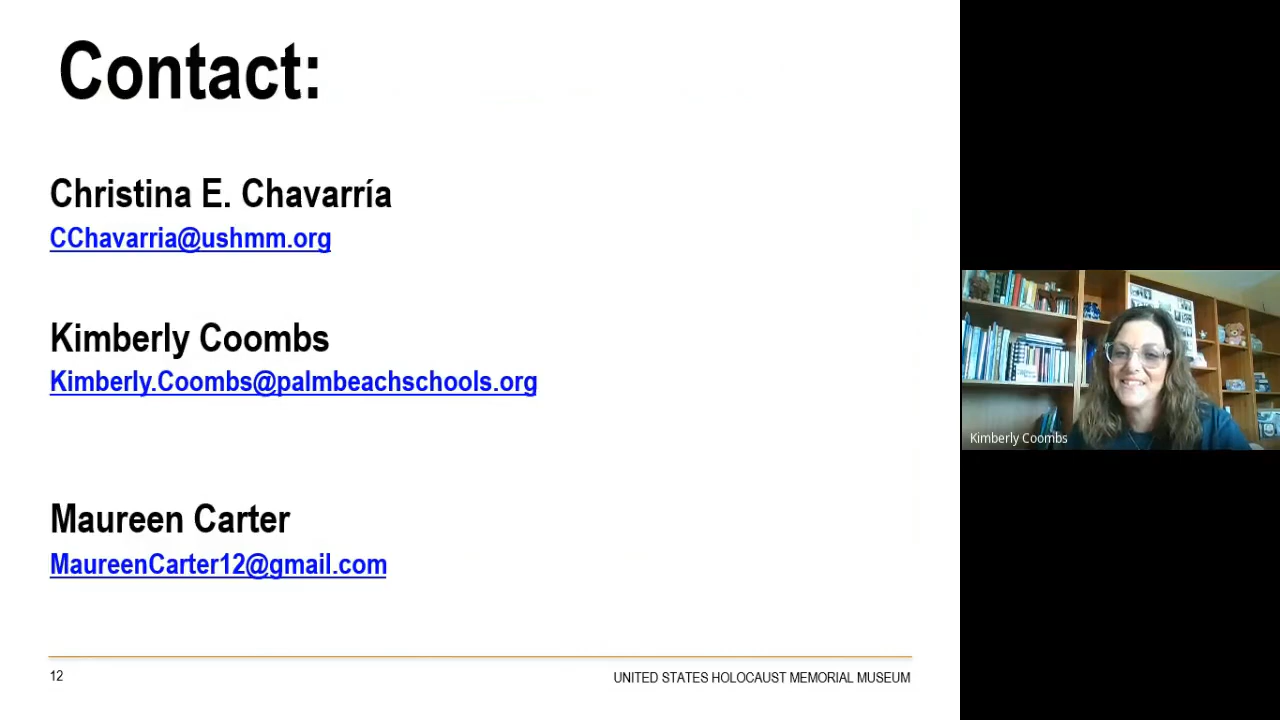 Contact:
Christina E. Chavarría
CChavarria@ushmm.org
Kimberly Coombs
Kimberly.Coombs@palmbeachschools.org
Maureen Carter
MaureenCarter12@gmail.com
12
UNITED STATES HOLOCAUST MEMORIAL MUSEUM
Kimberly Coombs